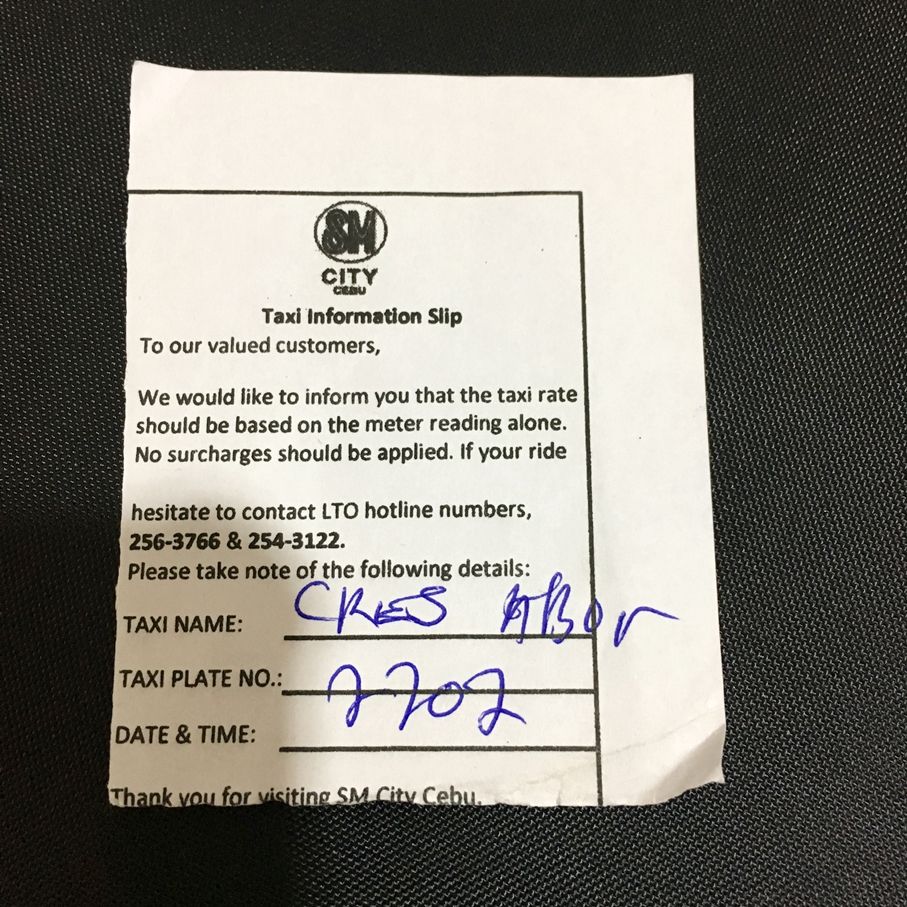 SM
CITY
CEBU
Taxi Information Slip
To our valued customers,
We would like to inform you that the taxi rate
should be based on the meter reading alone.
No surcharges should be applied. If your ride
hesitate to contact LTO hotline numbers,
256-3766 & 254-3122.
Please take note of the following details:
TAXI NAME: CRES
TAXI PLATE NO.:
DATE & TIME:
Thank you for visiting SM City Cebu.